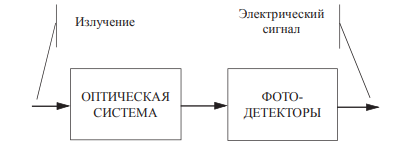 Излучение
Электрический
сигнал
ОПТИЧЕСКАЯ
СИСТЕМА
ФОТО-
ДЕТЕКТОРЫ